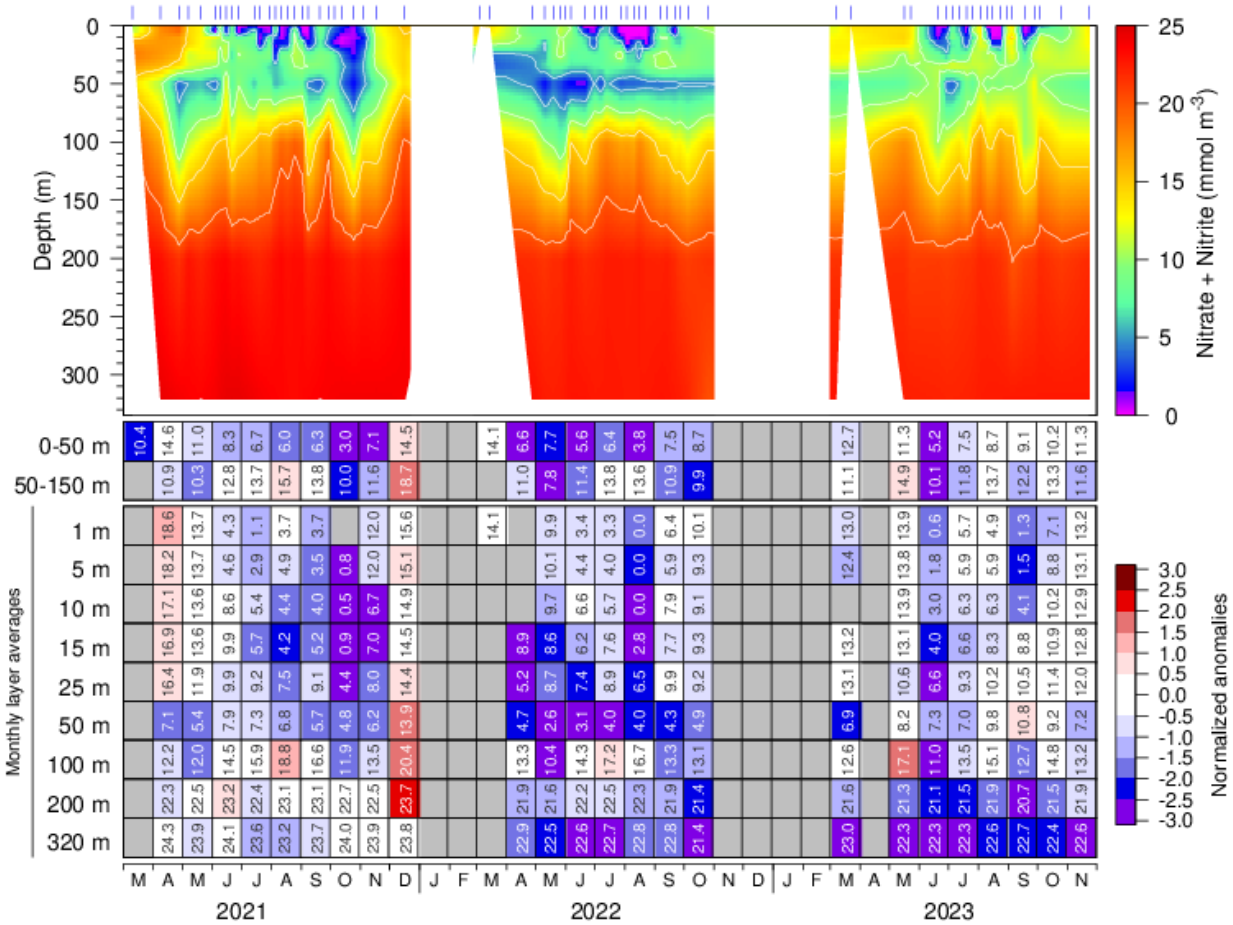 0
50
100
150
200
250
300
Depth (m)
25
20
15
10
5
0
Nitrate + Nitrite (mmol m-3)
0-50 m 10.4 14.6 11.0 8.3 6.7 6.0 6.3 3.0 7.1 14.5 14.1 6.6 7.7 5.6 6.4 3.8 7.5 8.7 12.7 11.3 5.2 7.5 8.7 9.1 10.2 11.3
50-150 m 10.9 10.3 12.8 13.7 15.7 13.8 10.0 11.6 18.7 11.0 7.8 11.4 13.8 13.6 10.9 9.9 11.1 14.9 10.1 11.8 13.7 12.2 13.3 11.6
Monthly layer averages
1 m 18.6 13.7 4.3 1.1 3.7 3.7 12.0 15.6 14.1 9.9 3.4 3.3 0.0 6.4 10.1 13.0 13.9 0.6 5.7 4.9 1.3 7.1 13.2
5 m 18.2 13.7 4.6 2.9 4.9 3.5 0.8 12.0 15.1 10.1 4.4 4.0 0.0 5.9 9.3 12.4 13.8 1.8 5.9 5.9 1.5 8.8 13.1
10 m 17.1 13.6 8.6 5.4 4.4 4.0 0.5 6.7 14.9 9.7 6.6 5.7 0.0 7.9 9.1 13.9 3.0 6.3 6.3 4.1 10.2 12.9
15 m 16.9 13.6 9.9 5.7 4.2 5.2 0.9 7.0 14.5 8.9 8.6 6.2 7.6 2.8 7.7 9.3 13.2 13.1 4.0 6.6 8.3 8.8 10.9 12.8
25 m 16.4 11.9 9.9 9.2 7.5 9.1 4.4 8.0 14.4 5.2 8.7 7.4 8.9 6.5 9.9 9.2 13.1 10.6 6.6 9.3 10.2 10.5 11.4 12.0
50 m 7.1 5.4 7.9 7.3 6.8 5.7 4.8 6.2 13.9 4.7 2.6 3.1 4.0 4.0 4.3 4.9 6.9 8.2 7.3 7.0 9.8 10.8 9.2 7.2
100 m 12.2 12.0 14.5 15.9 18.8 16.6 11.9 13.5 20.4 13.3 10.4 14.3 17.2 16.7 13.3 13.1 12.6 17.1 11.0 13.5 15.1 12.7 14.8 13.2
200 m 22.3 22.5 23.2 22.4 23.1 23.1 22.7 22.5 23.7 21.9 21.6 22.2 22.5 22.3 21.9 21.4 21.6 21.3 21.1 21.5 21.9 20.7 21.5 21.9
320 m 24.3 23.9 24.1 23.6 23.2 23.7 24.0 23.9 23.8 22.9 22.5 22.6 22.7 22.8 22.8 21.4 23.0 22.3 22.3 22.3 22.6 22.7 22.4 22.6
M A M J J A S O N D J F M A M J J A S O N D J F M A M J J A S O N
2021 2022 2023
3.0
2.5
2.0
1.5
1.0
0.5
0.0
-0.5
-1.0
-1.5
-2.0
-2.5
-3.0
Normalized anomalies